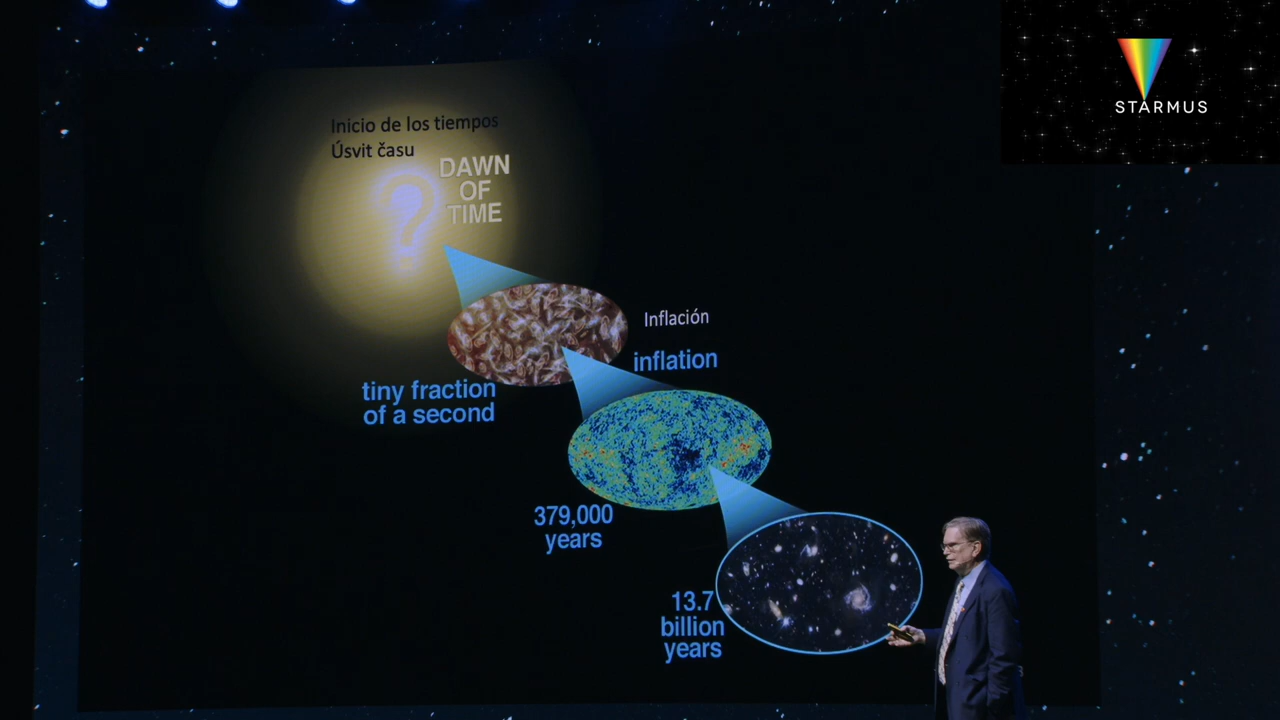 STARMUS
Inicio de los tiempos
Úsvit času
DAWN
OF
TIME
Inflación
inflation
tiny fraction
of a second
379,000
years
13.7
billion
years